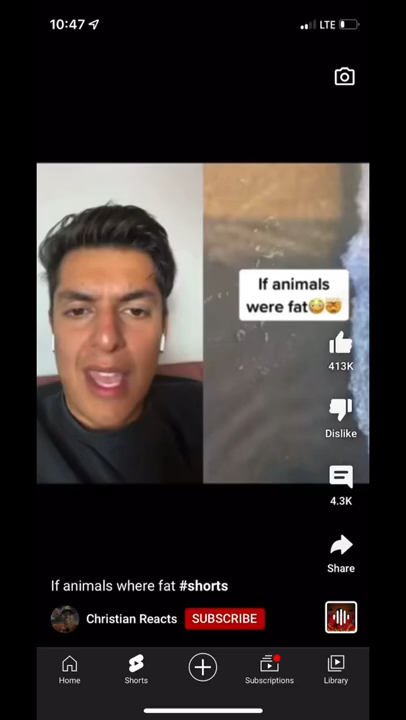 10:47
LTE
If animals
were fat😳🤯
413K
Dislike
4.3K
Share
If animals where fat #shorts
Christian Reacts
SUBSCRIBE
Home
Shorts
Subscriptions
Library